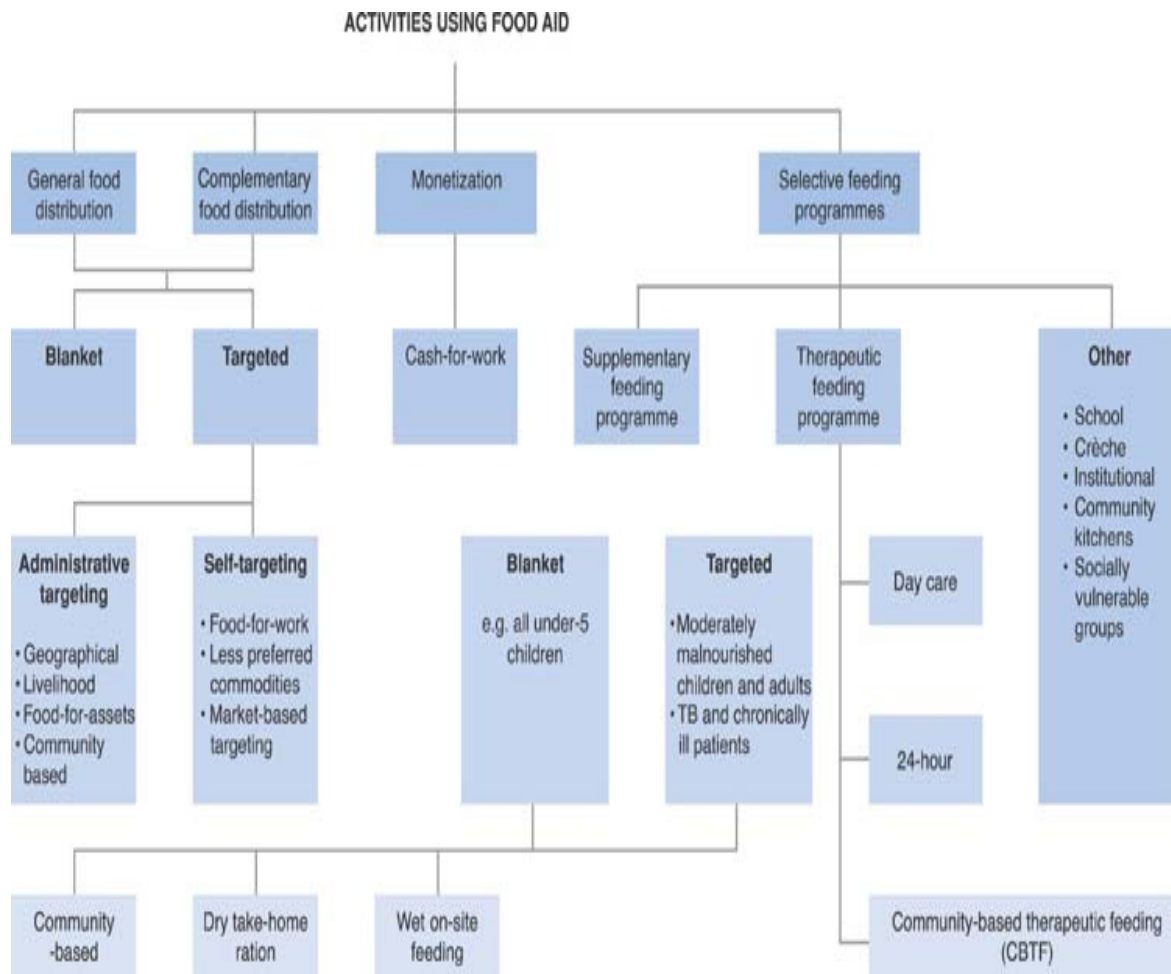 ACTIVITIES USING FOOD AID
General food
distribution
Complementary
food distribution
Monetization
Selective feeding
programmes
Blanket
Targeted
Cash-for-work
Supplementary
feeding
programme
Therapeutic
feeding
programme
Other
• School
• Crèche
• Institutional
• Community
kitchens
• Socially
vulnerable
groups
Administrative
targeting
• Geographical
• Livelihood
• Food-for-assets
• Community
based
Self-targeting
• Food-for-work
• Less preferred
commodities
• Market-based
targeting
Blanket
e.g. all under-5
children
Targeted
• Moderately
malnourished
children and adults
• TB and chronically
ill patients
Day care
24-hour
Community
-based
Dry take-home
ration
Wet on-site
feeding
Community-based therapeutic feeding
(CBTF)